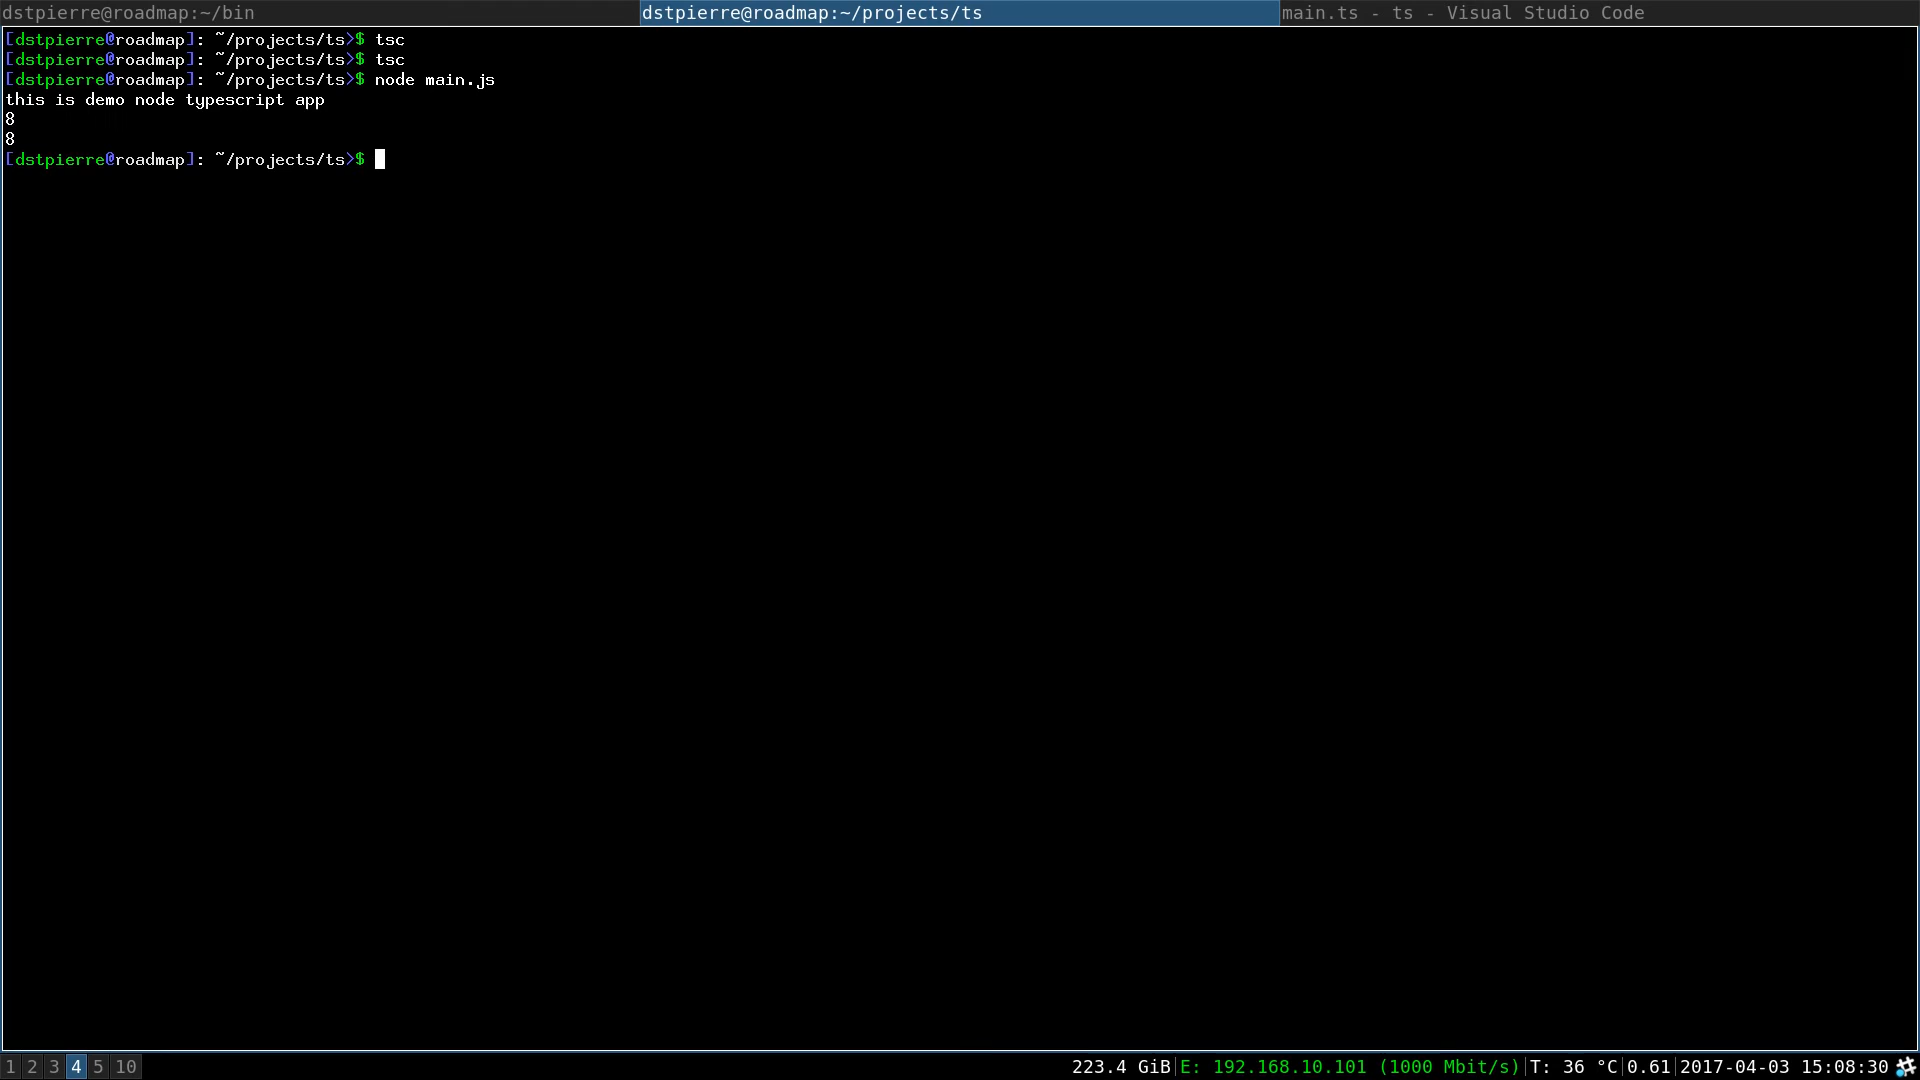 dstpierre@roadmap:~/bin dstpierre@roadmap:~/projects/ts main.ts - ts - Visual Studio Code
[dstpierre@roadmap]: ~/projects/ts>$ tsc
[dstpierre@roadmap]: ~/projects/ts>$ tsc
[dstpierre@roadmap]: ~/projects/ts>$ node main.js
this is demo node typescript app
8
8
[dstpierre@roadmap]: ~/projects/ts>$
1 2 3 4 5 10 223.4 GiB|E: 192.168.10.101 (1000 Mbit/s)|T: 36 °C|0.61|2017-04-03 15:08:30